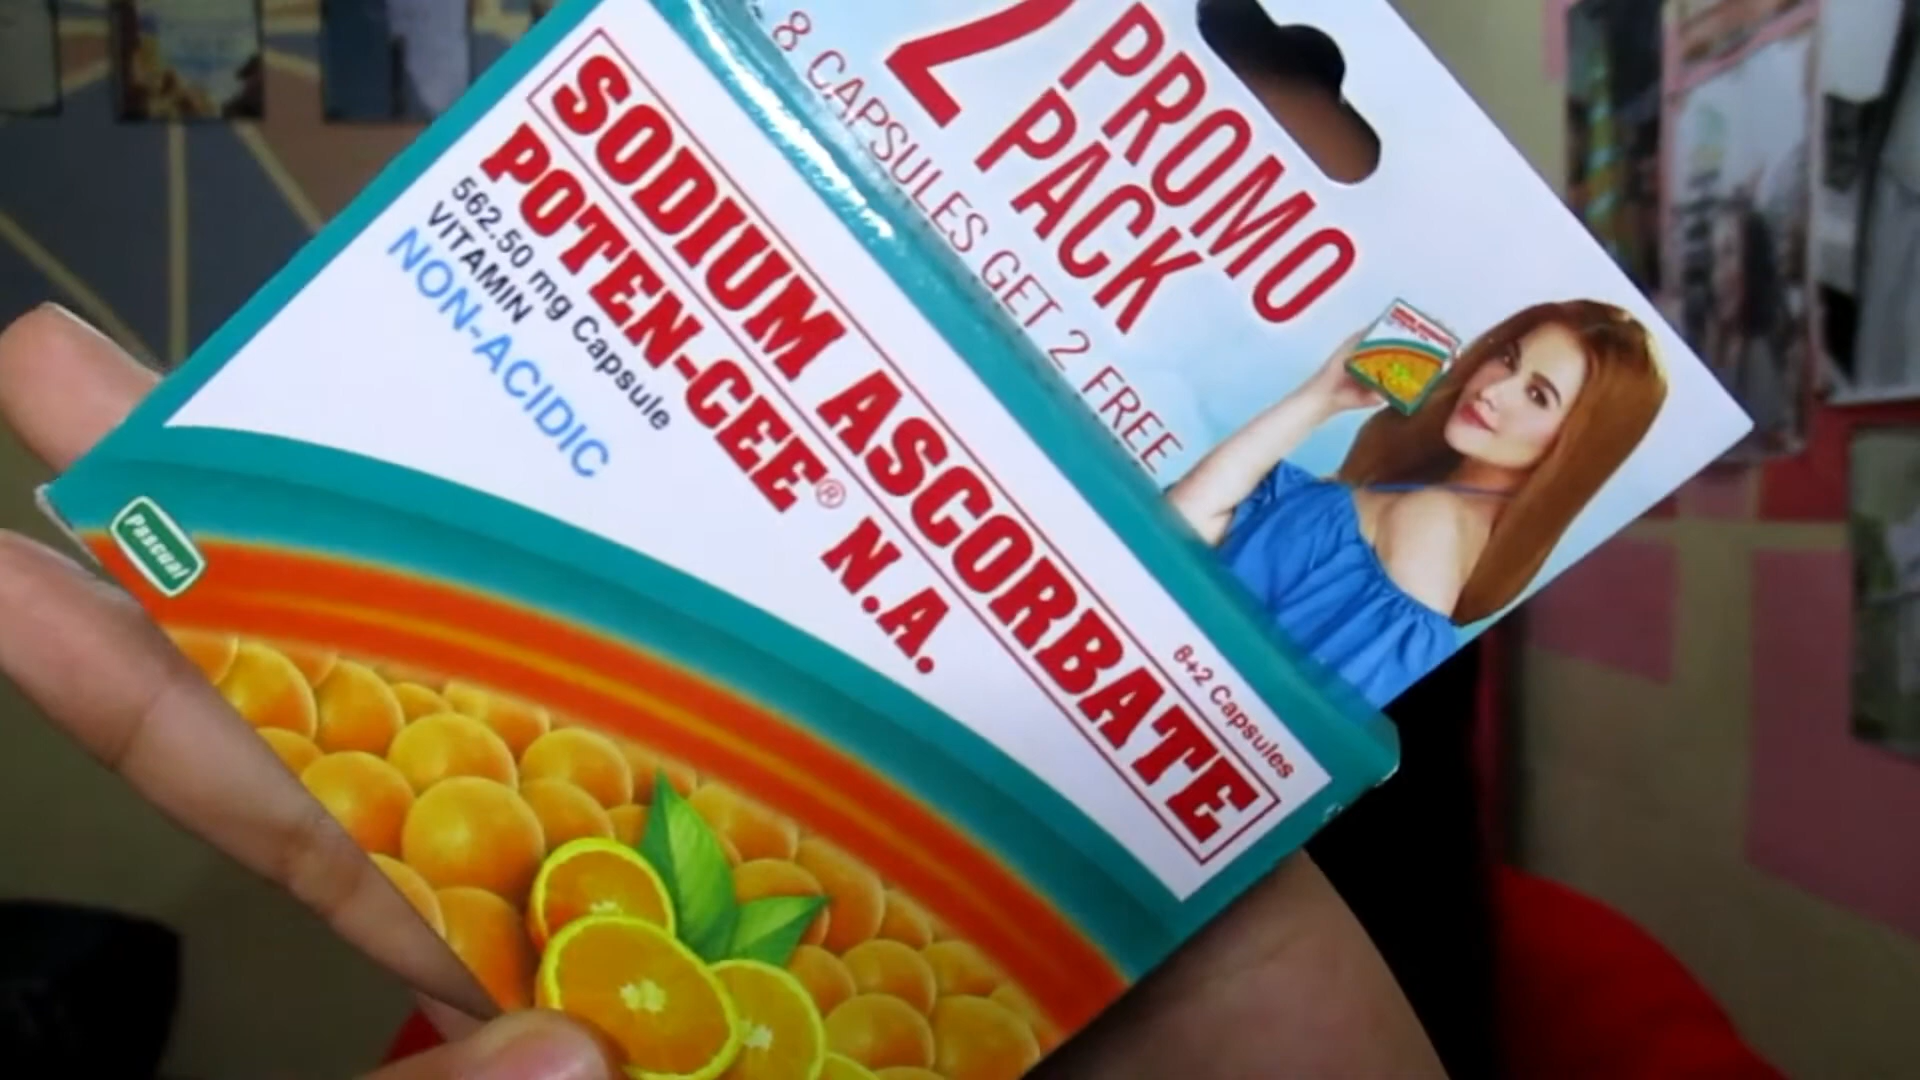 2 PROMO
PACK
8 CAPSULES GET 2 FREE
SODIUM ASCORBATE
POTEN-CEE® N.A.
562.50 mg Capsule
VITAMIN
NON-ACIDIC
8+2 Capsules
Pascual